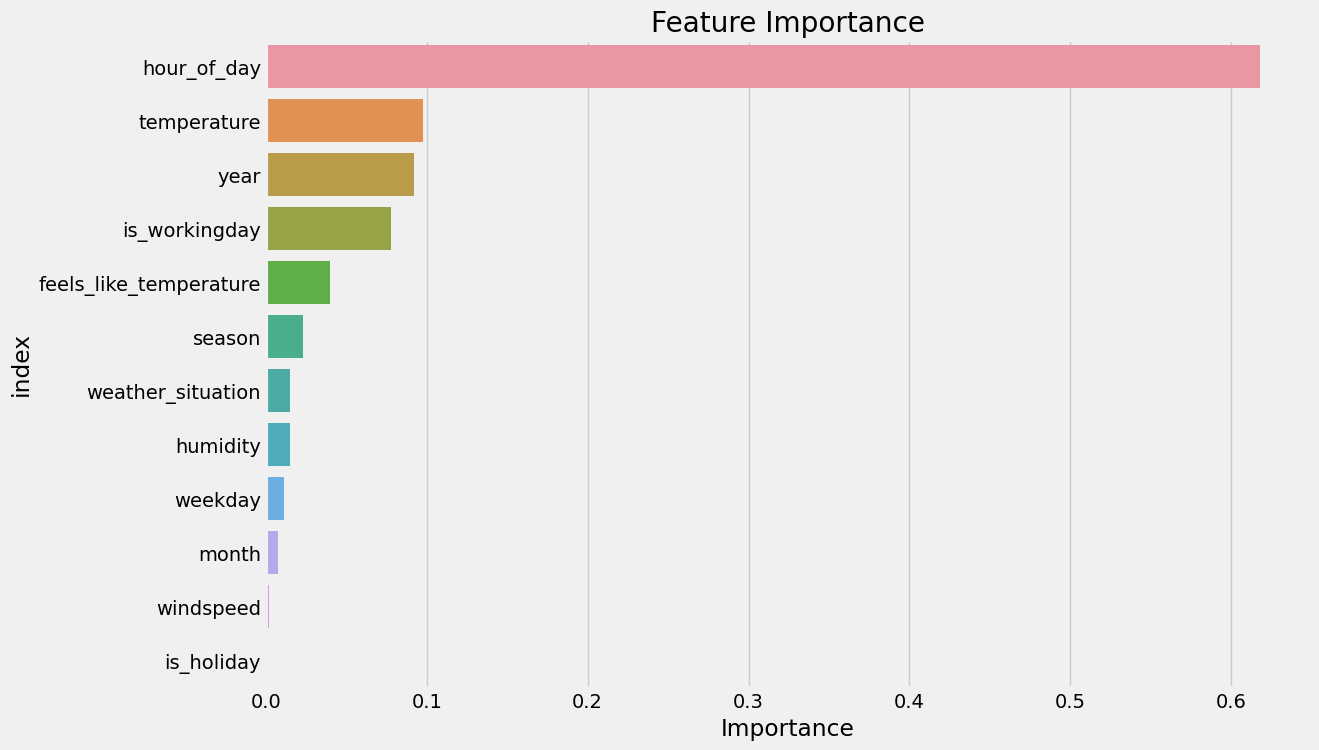 Feature Importance
hour_of_day
temperature
year
is_workingday
feels_like_temperature
season
weather_situation
humidity
weekday
month
windspeed
is_holiday
index
0.0 0.1 0.2 0.3 0.4 0.5 0.6
Importance